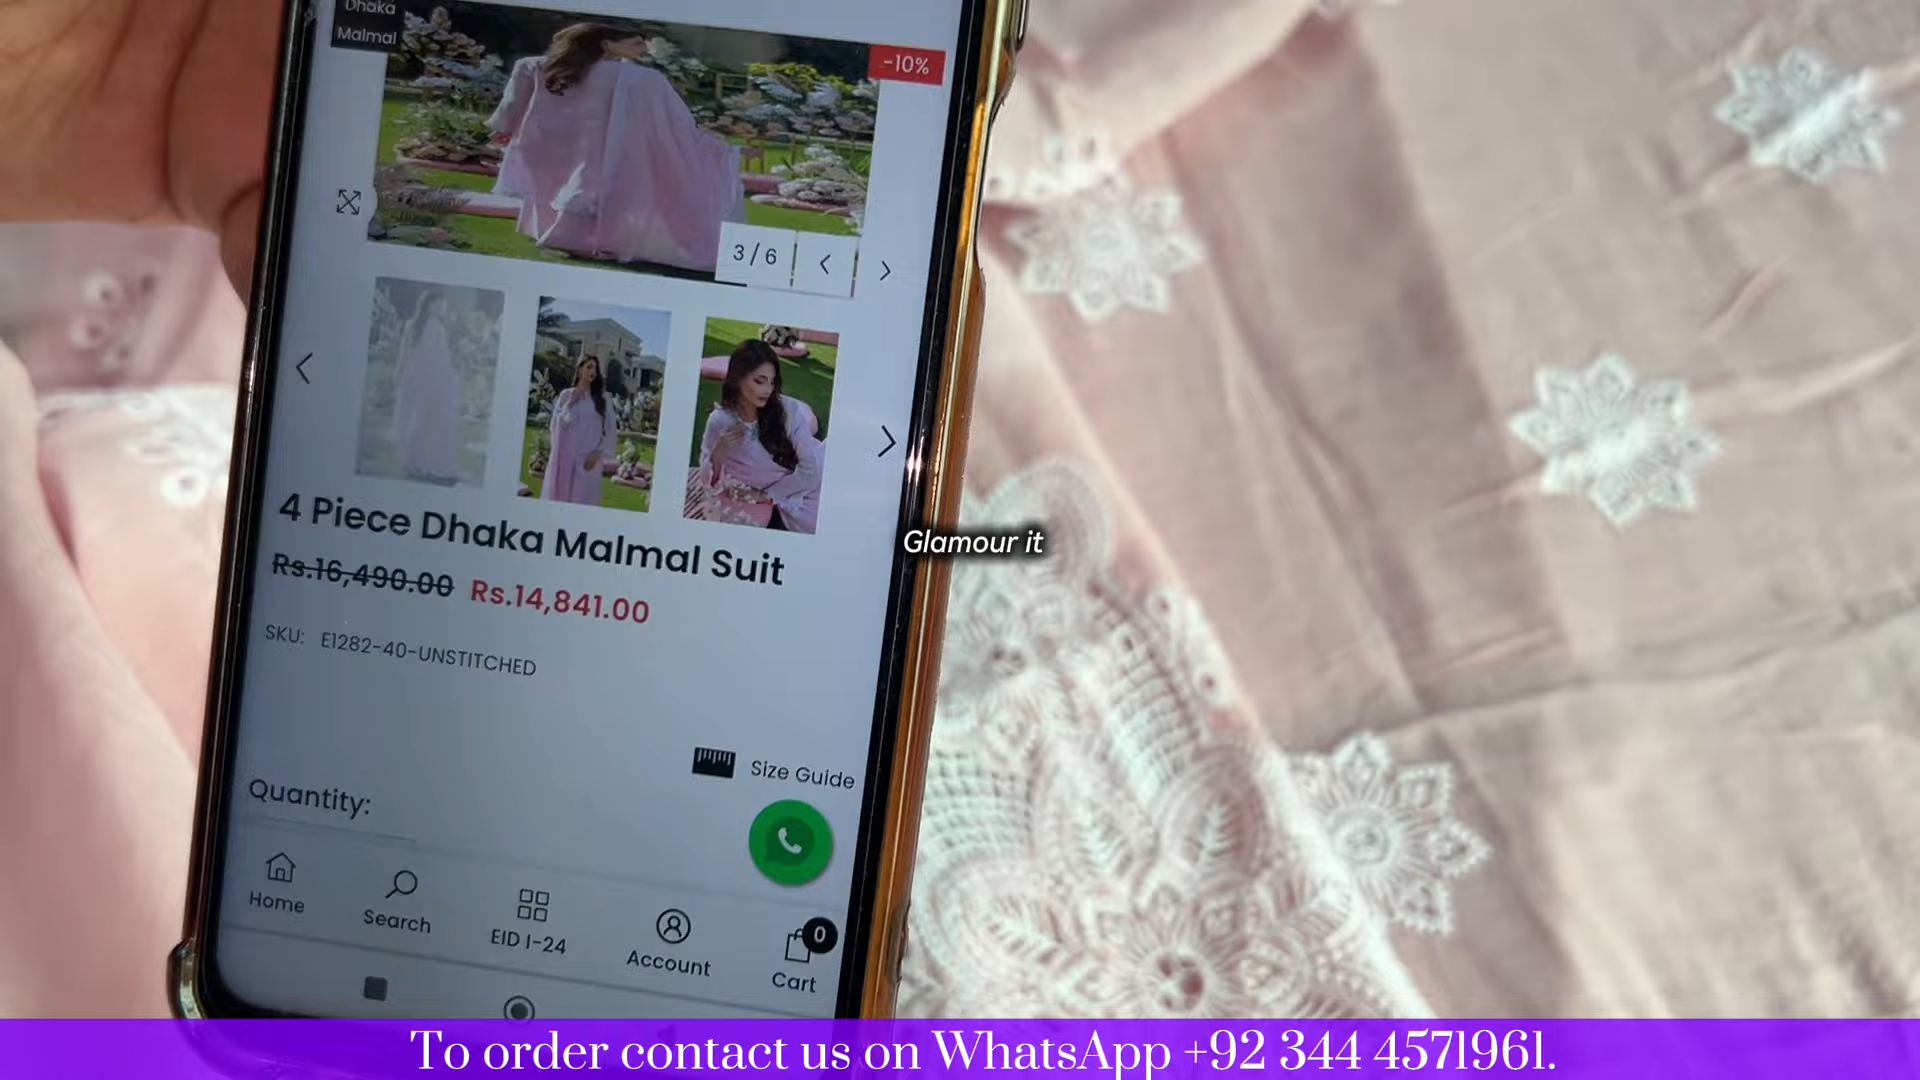 Dhaka
Malmal
-10%
3 / 6
4 Piece Dhaka Malmal Suit
Rs.16,490.00 Rs.14,841.00
SKU: E1282-40-UNSTITCHED
Glamour it
Size Guide
Quantity:
Home
Search
EID I-24
Account
0
Cart
To order contact us on WhatsApp +92 344 4571961.